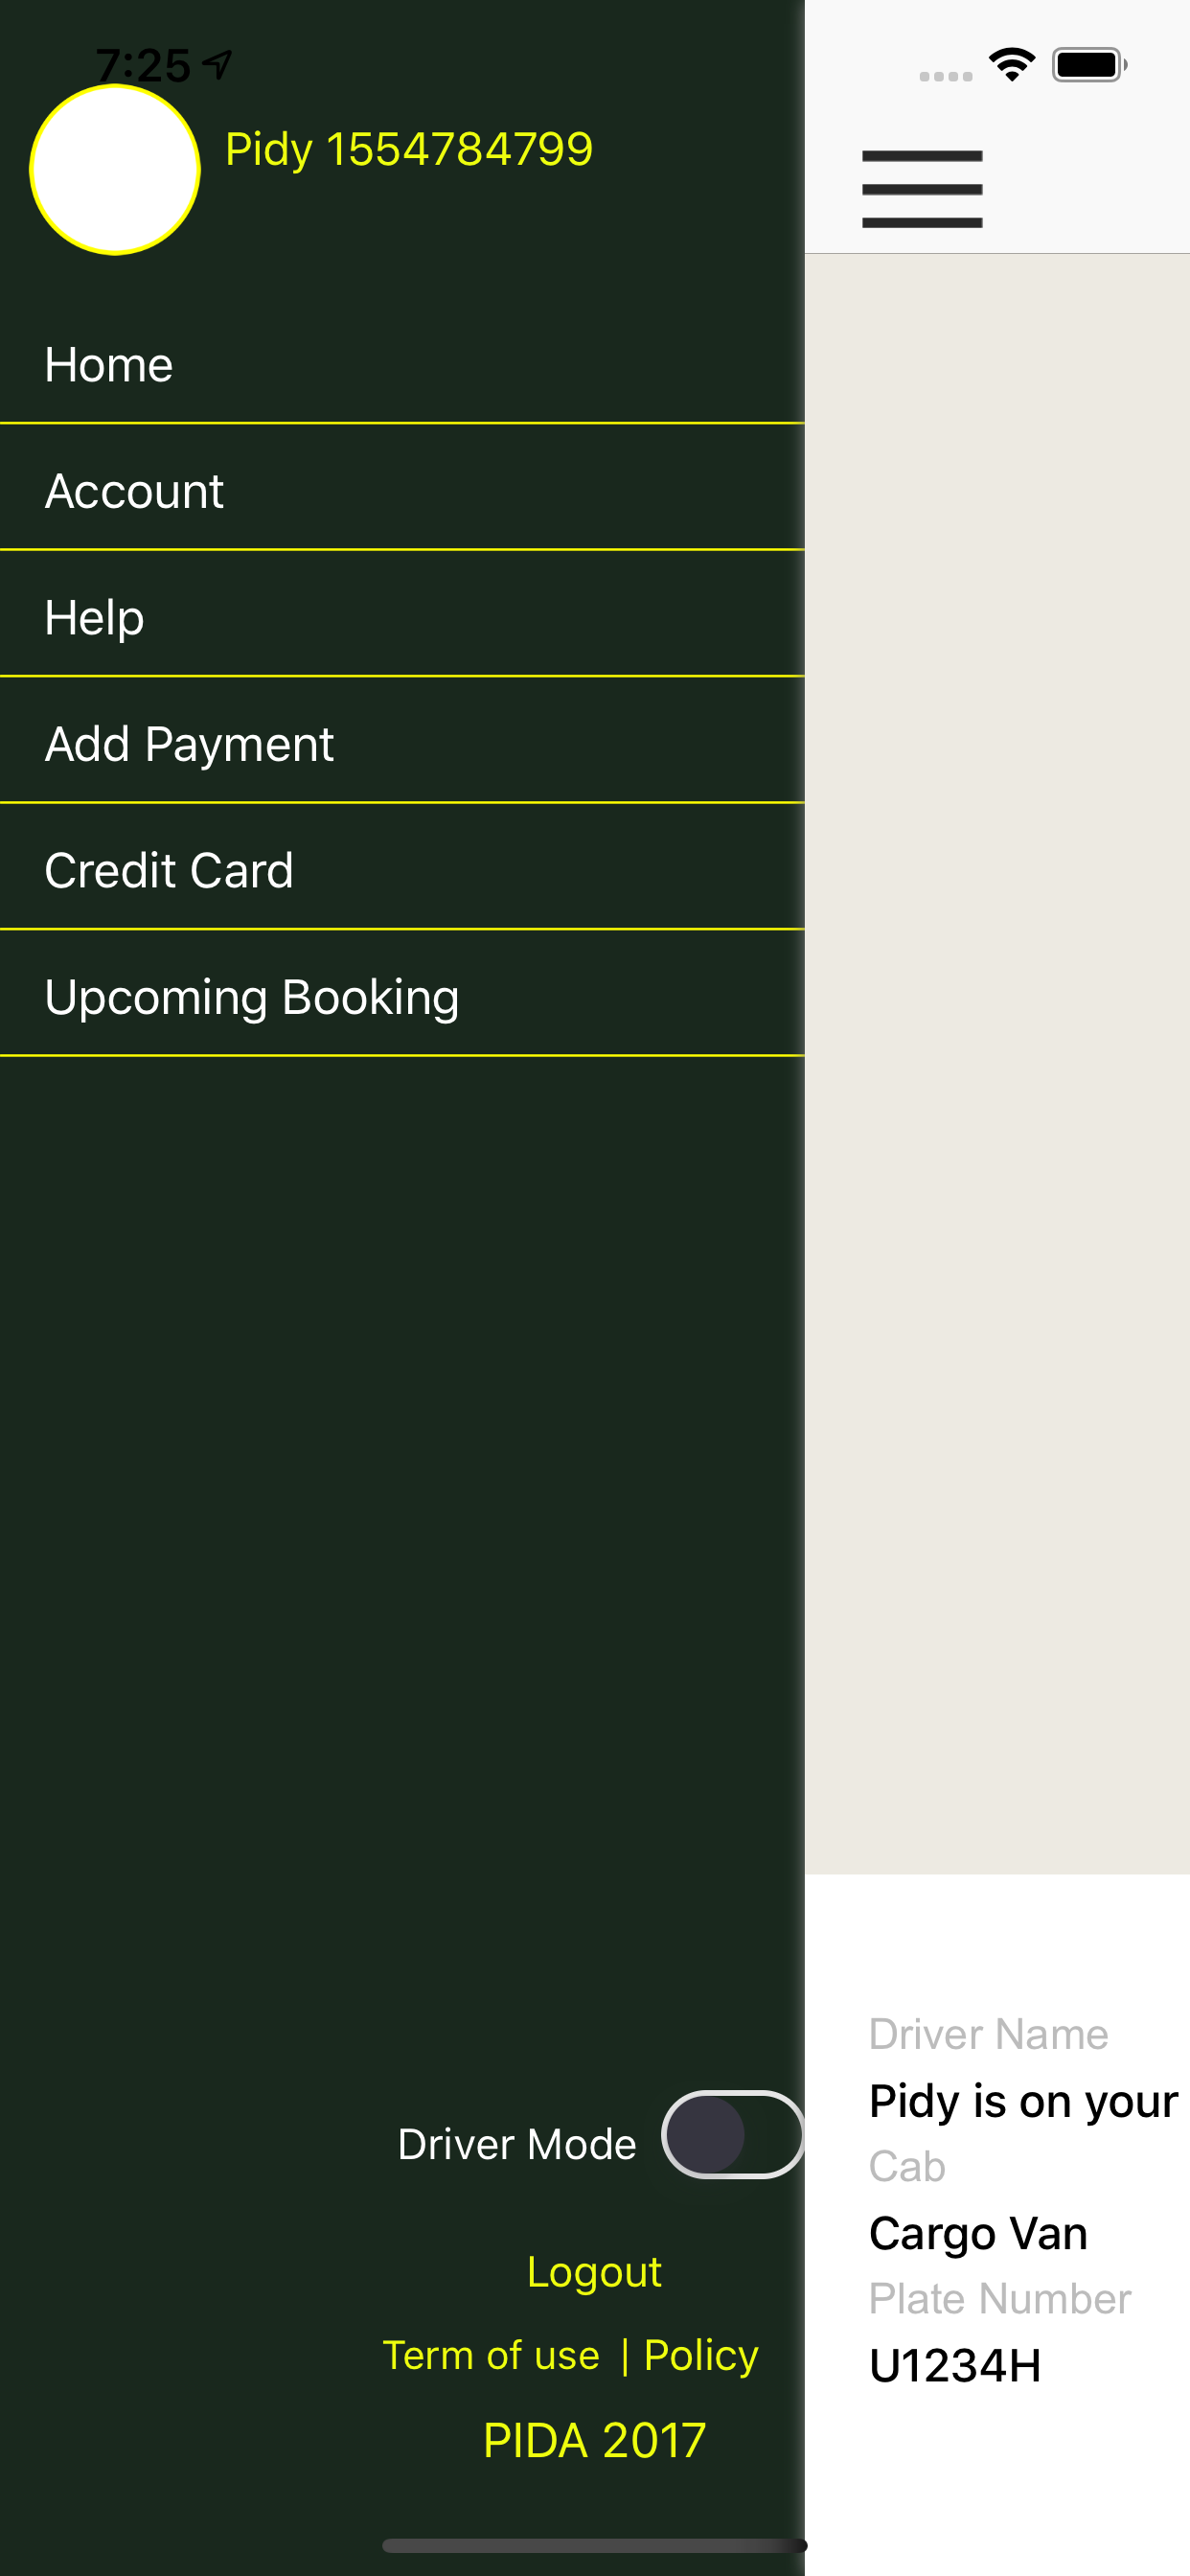 7:25
Pidy 1554784799
Home
Account
Help
Add Payment
Credit Card
Upcoming Booking
Driver Name
Pidy is on your
Cab
Cargo Van
Plate Number
U1234H
Driver Mode
Logout
Term of use | Policy
PIDA 2017